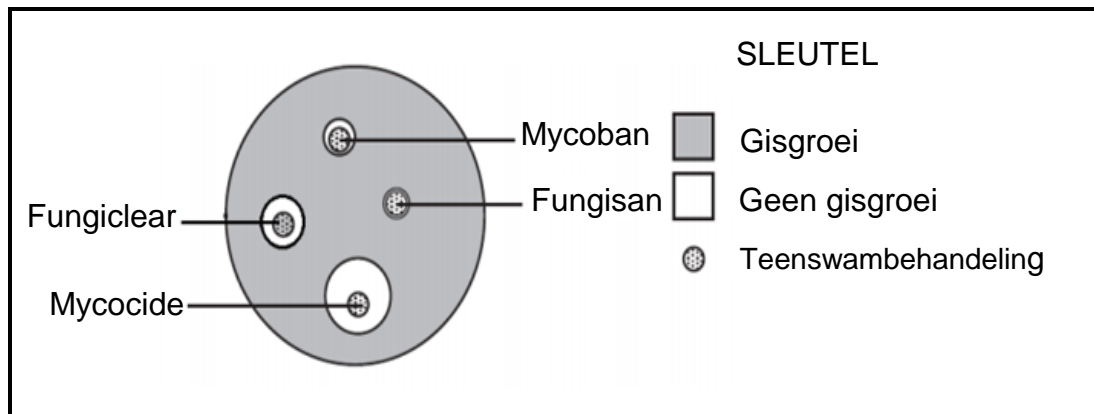 SLEUTEL
Mycoban
Gisgroei
Fungiclear
Fungisan
Geen gisgroei
Mycocide
Teenswambehandeling